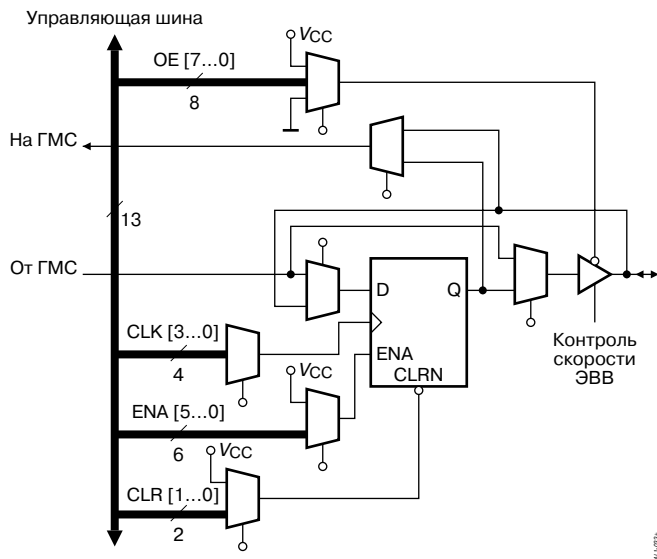 Управляющая шина
VCC
OE [7...0]
8
На ГМС
13
От ГМС
D
Q
CLK [3...0]
4
ENA
CLRN
Контроль
скорости
ЭВВ
VCC
ENA [5...0]
6
VCC
CLR [1...0]
2